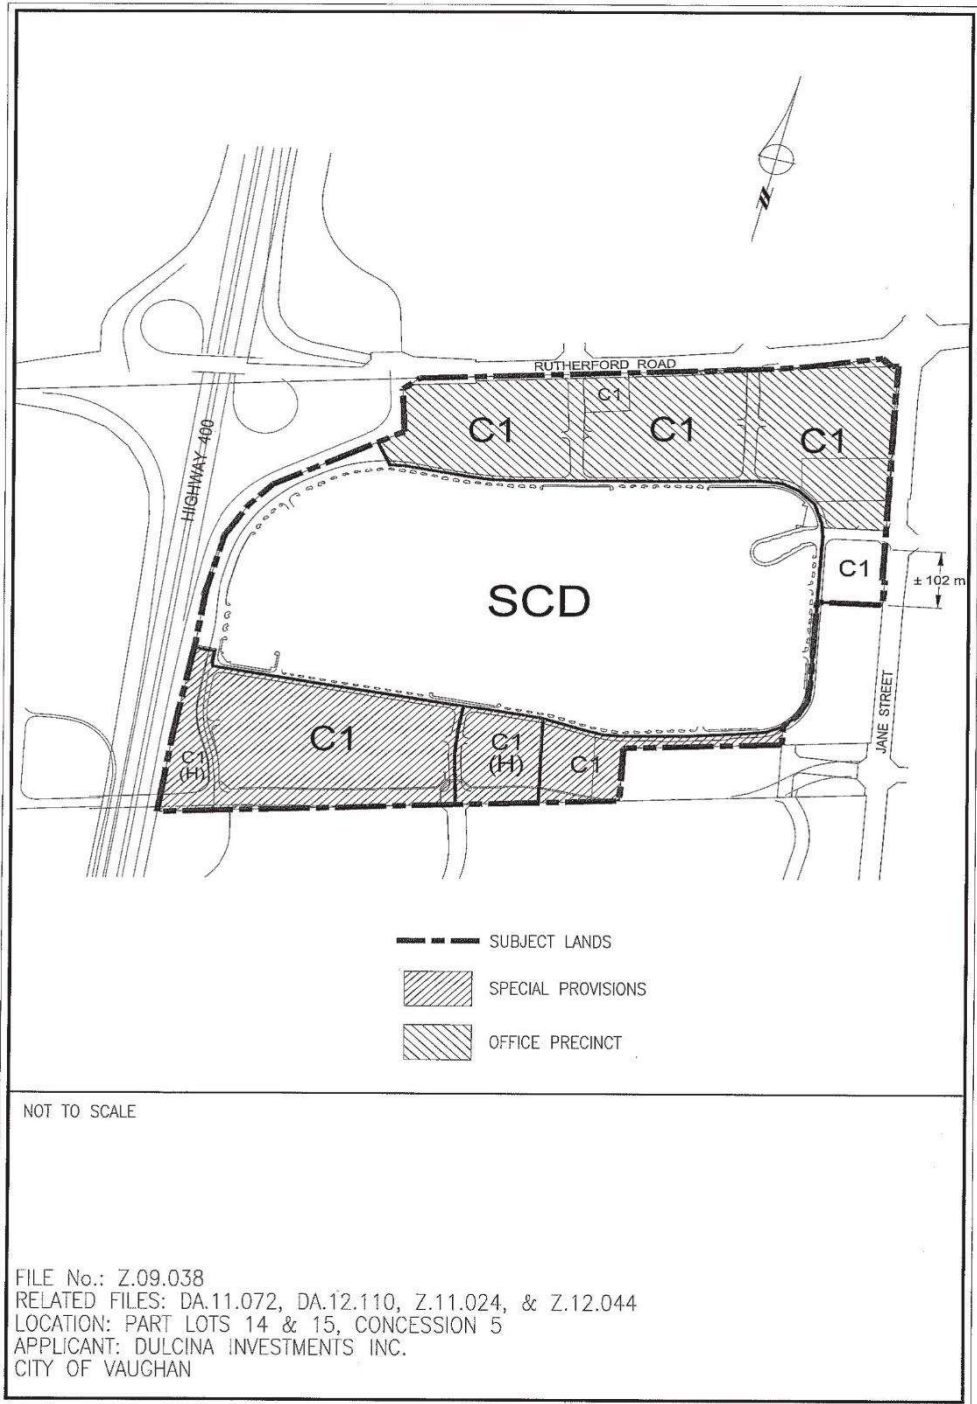 RUTHERFORD ROAD
C1
C1
C1
C1
HIGHWAY 400
C1
± 102 m
SCD
JANE STREET
C1
C1
(H)
C1
(H)
C1
SUBJECT LANDS
SPECIAL PROVISIONS
OFFICE PRECINCT
NOT TO SCALE
FILE No.: Z.09.038
RELATED FILES: DA.11.072, DA.12.110, Z.11.024, & Z.12.044
LOCATION: PART LOTS 14 & 15, CONCESSION 5
APPLICANT: DULCINA INVESTMENTS INC.
CITY OF VAUGHAN